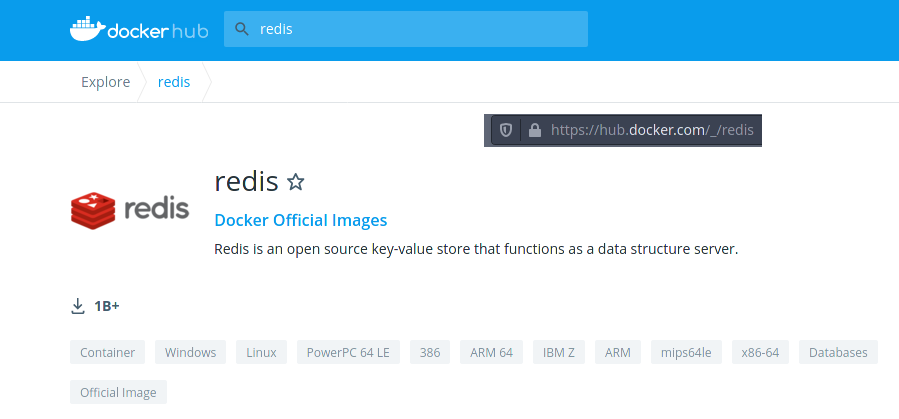 docker hub
redis
Explore
redis
https://hub.docker.com/_/redis
redis
redis
Docker Official Images
Redis is an open source key-value store that functions as a data structure server.
1B+
Container Windows Linux PowerPC 64 LE 386 ARM 64 IBM Z ARM mips64le x86-64 Databases
Official Image